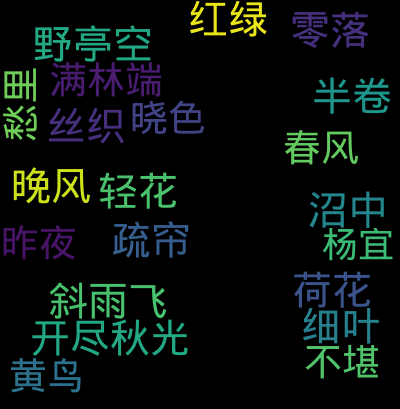 红绿
零落
野亭空
满林端
半卷
愁里
丝织
晓色
春风
晚风
轻花
沼中
昨夜
疏帘
杨宜
荷花
斜雨飞
细叶
开尽秋光
不堪
黄鸟